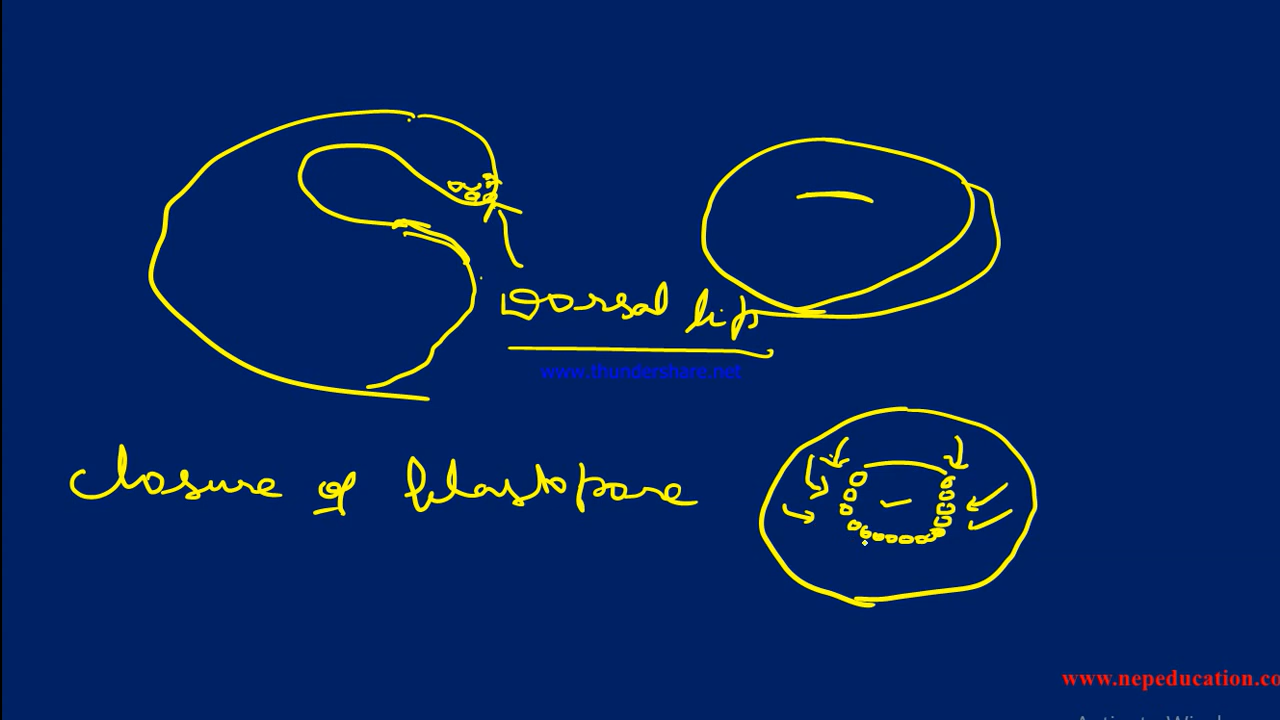 Dorsal lip
www.thundershare.net
Closure of blastopore
www.nepeducation.co